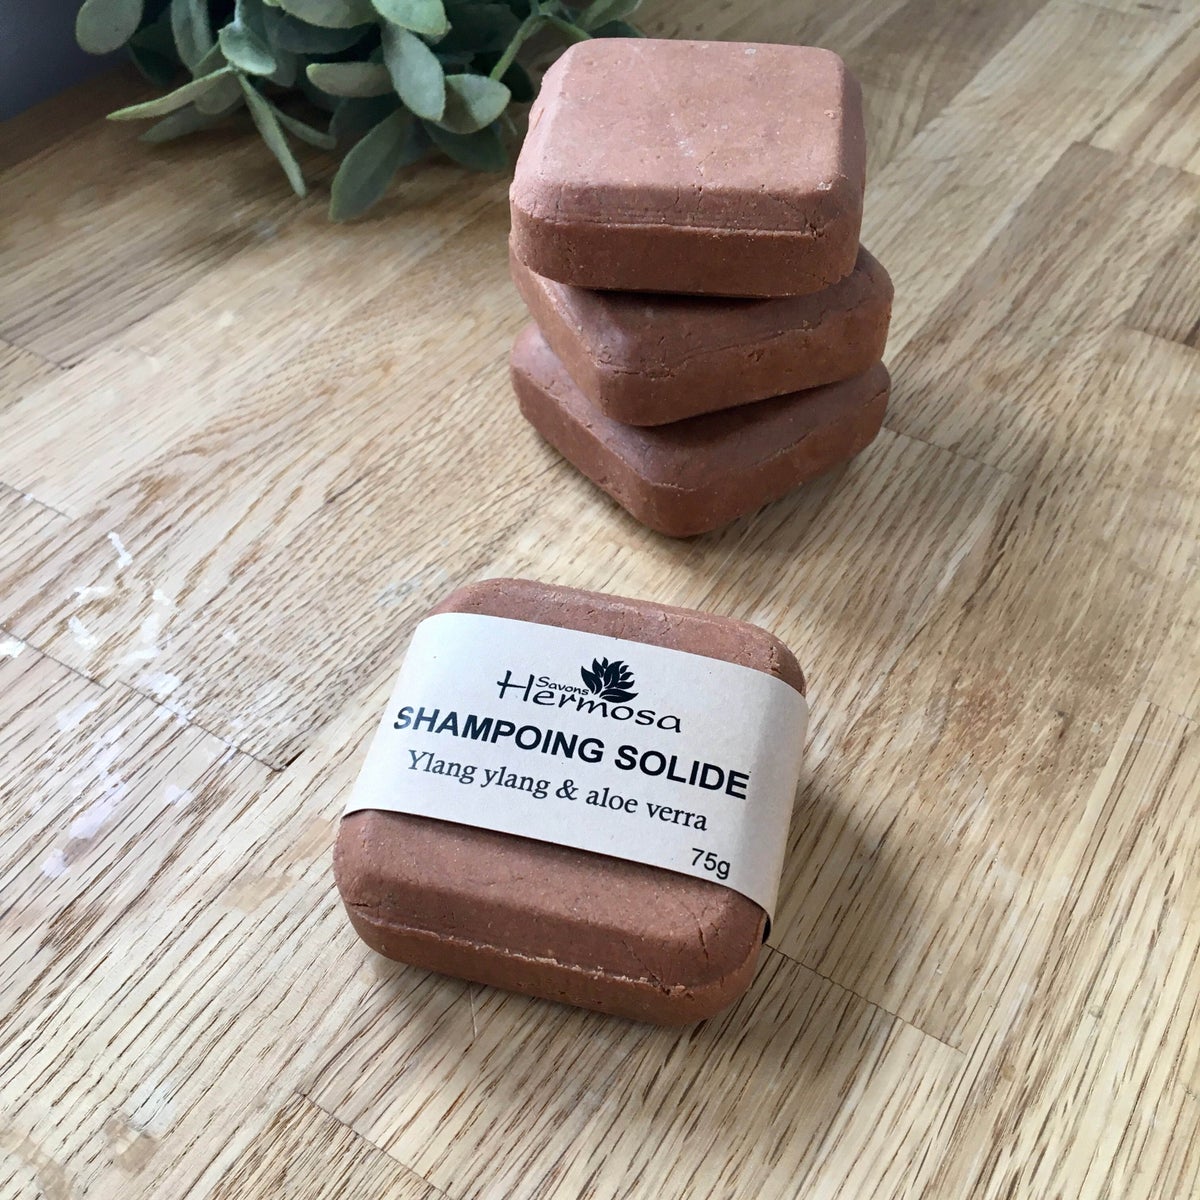 Savons
Hermosa
SHAMPOING SOLIDE
Ylang ylang & aloe verra
75g